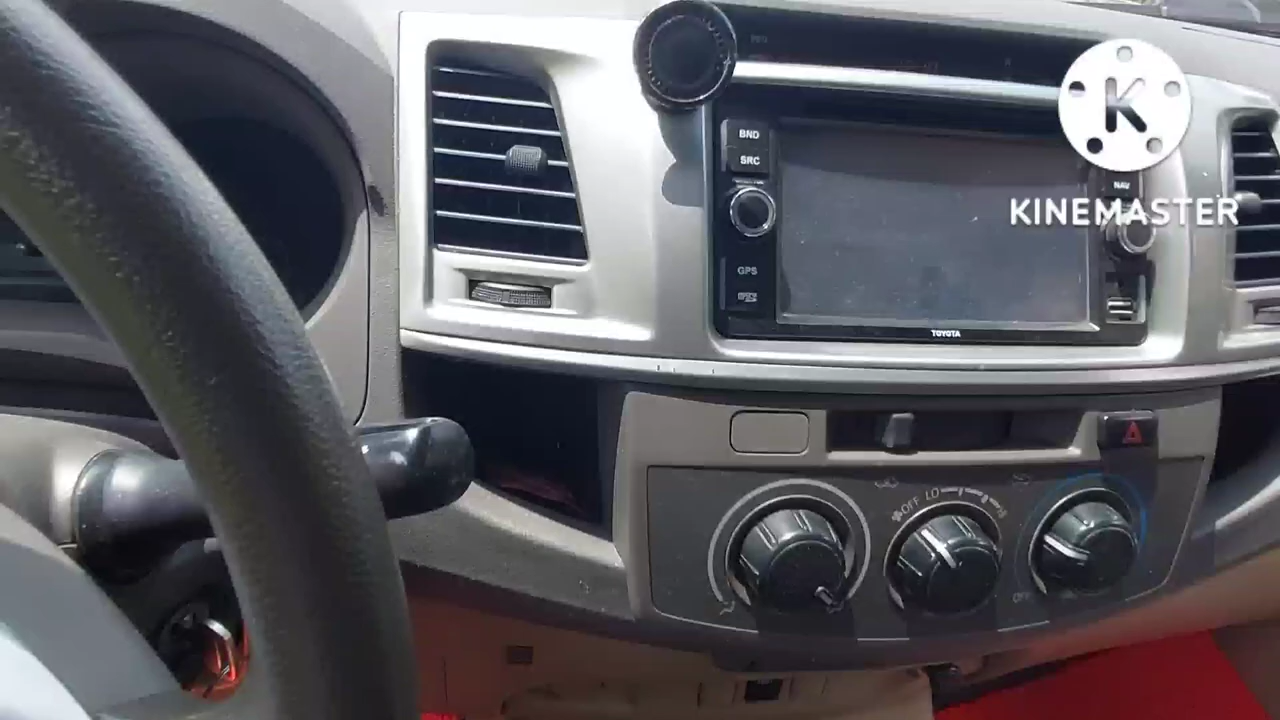 BND
SRC
GPS
NAV
K
KINEMASTER
TOYOTA
OFF LO
OFF